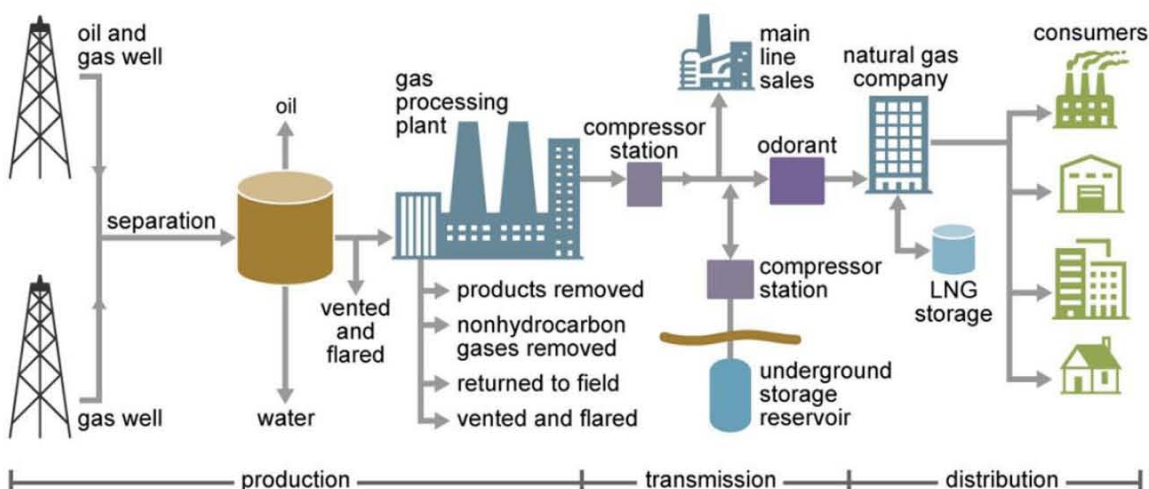 oil and
gas well
oil
separation
gas well
water
vented
and
flared
gas
processing
plant
products removed
nonhydrocarbon
gases removed
returned to field
vented and flared
compressor
station
main
line
sales
odorant
compressor
station
underground
storage
reservoir
natural gas
company
LNG
storage
consumers
production
transmission
distribution